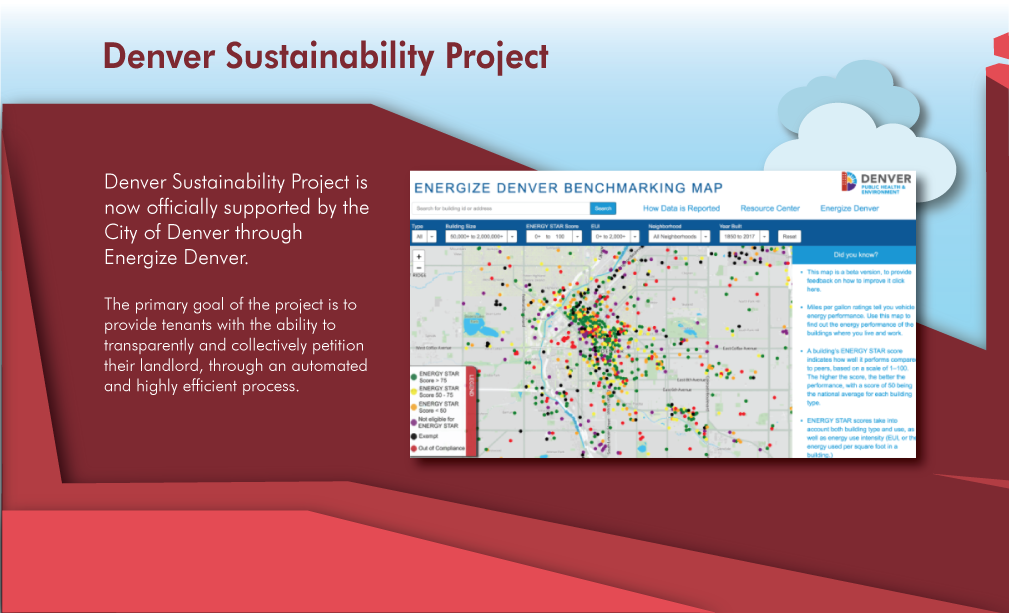 Denver Sustainability Project
Denver Sustainability Project is
now officially supported by the
City of Denver through
Energize Denver.
The primary goal of the project is to
provide tenants with the ability to
transparently and collectively petition
their landlord, through an automated
and highly efficient process.
ENERGIZE DENVER BENCHMARKING MAP
DENVER
PUBLIC HEALTH &
ENVIRONMENT
Search for building id or address
Search
How Data is Reported
Resource Center
Energize Denver
Type
Building Size
ENERGY STAR Score
EUI
Neighborhood
Year Built
All
50,000+ to 2,000,000+
0+ to 100
0+ to 2,000+
All Neighborhoods
1850 to 2017
Reset
+
−
Did you know?
• This map is a beta version, to provide
feedback on how to improve it click
here.
• Miles per gallon ratings tell you vehicle
energy performance. Use this map to
find out the energy performance of the
buildings where you live and work.
• A building's ENERGY STAR score
indicates how well it performs compare
to peers, based on a scale of 1–100.
The higher the score, the better the
performance, with a score of 50 being
the national average for each building
type.
• ENERGY STAR scores take into
account both building type and use, as
well as energy use intensity (EUI, or the
energy used per square foot in a
building.)
West Colfax Avenue
East Colfax Avenue
ENERGY STAR
Score > 75
ENERGY STAR
Score 50 - 75
ENERGY STAR
Score < 50
Not eligible for
ENERGY STAR
Exempt
Out of Compliance
LEGEND